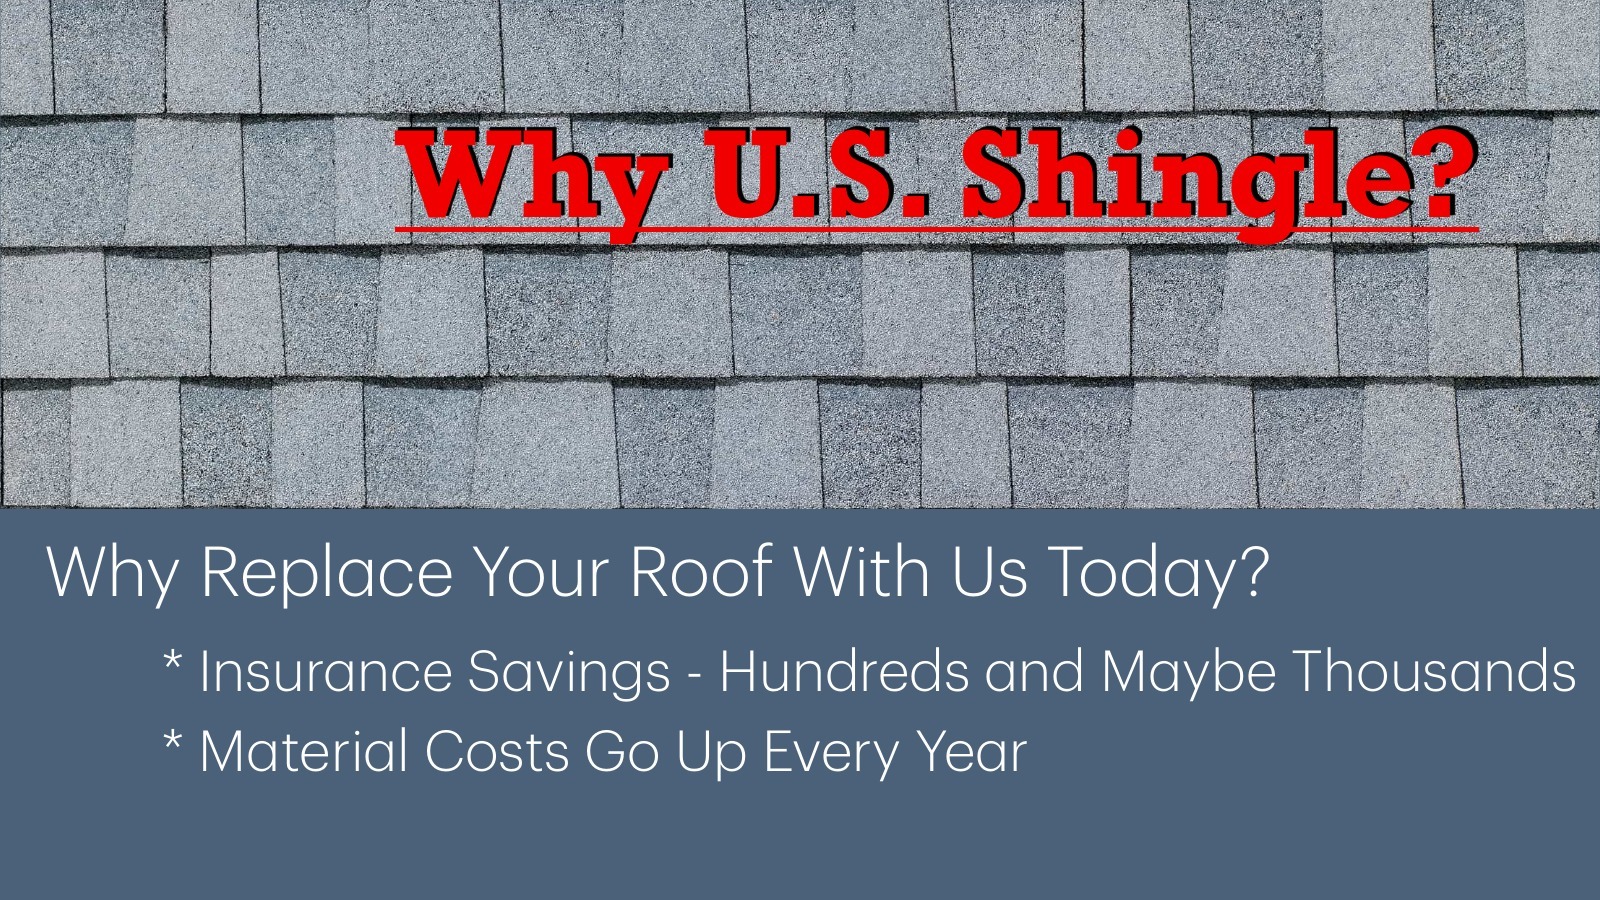 Why U.S. Shingle?
Why Replace Your Roof With Us Today?
* Insurance Savings - Hundreds and Maybe Thousands
* Material Costs Go Up Every Year